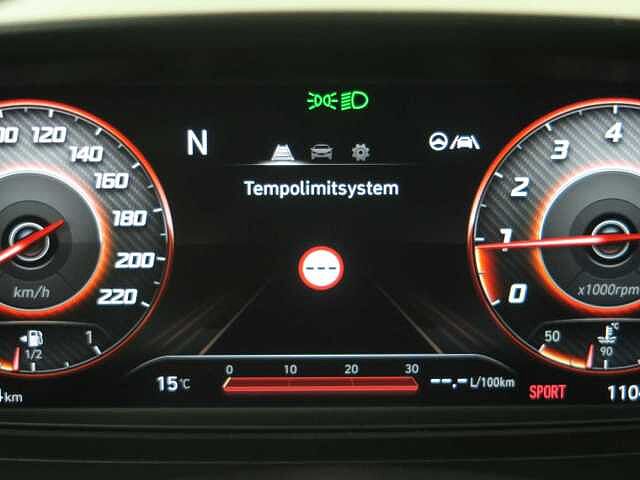 N
Tempolimitsystem
---
120
140
160
180
200
220
km/h
1/2
1
km
15°C
0 10 20 30
--.- L/100km
SPORT
4
3
2
1
0
x1000rpm
50
°C
90